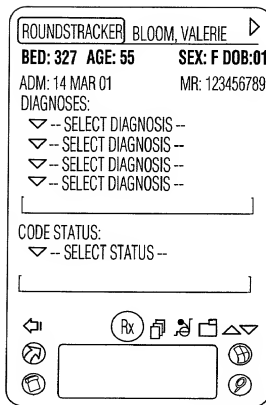 ROUNDSTRACKER BLOOM, VALERIE
BED: 327 AGE: 55 SEX: F DOB:01
ADM: 14 MAR 01 MR: 123456789
DIAGNOSES:
-- SELECT DIAGNOSIS --
-- SELECT DIAGNOSIS --
-- SELECT DIAGNOSIS --
-- SELECT DIAGNOSIS --
CODE STATUS:
-- SELECT STATUS --
Rx